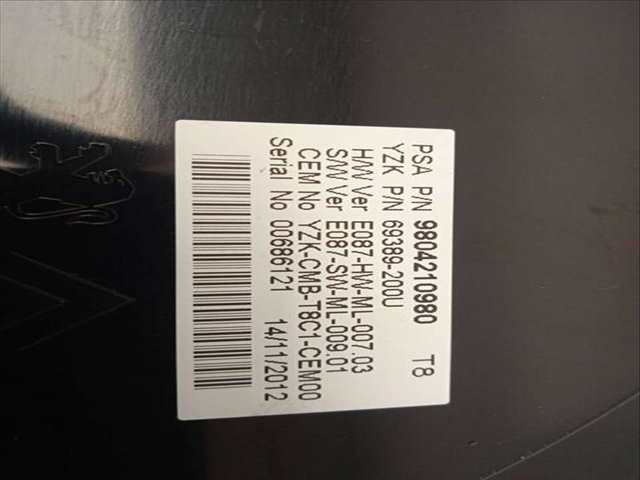 PSA P/N 9804210980 T8
YZK P/N 69389-200U
H/W Ver E087-HW-ML-007.03
S/W Ver E087-SW-ML-009.01
CEM No YZK-CMB-T8C1-CEM00
Serial No 00686121 14/11/2012